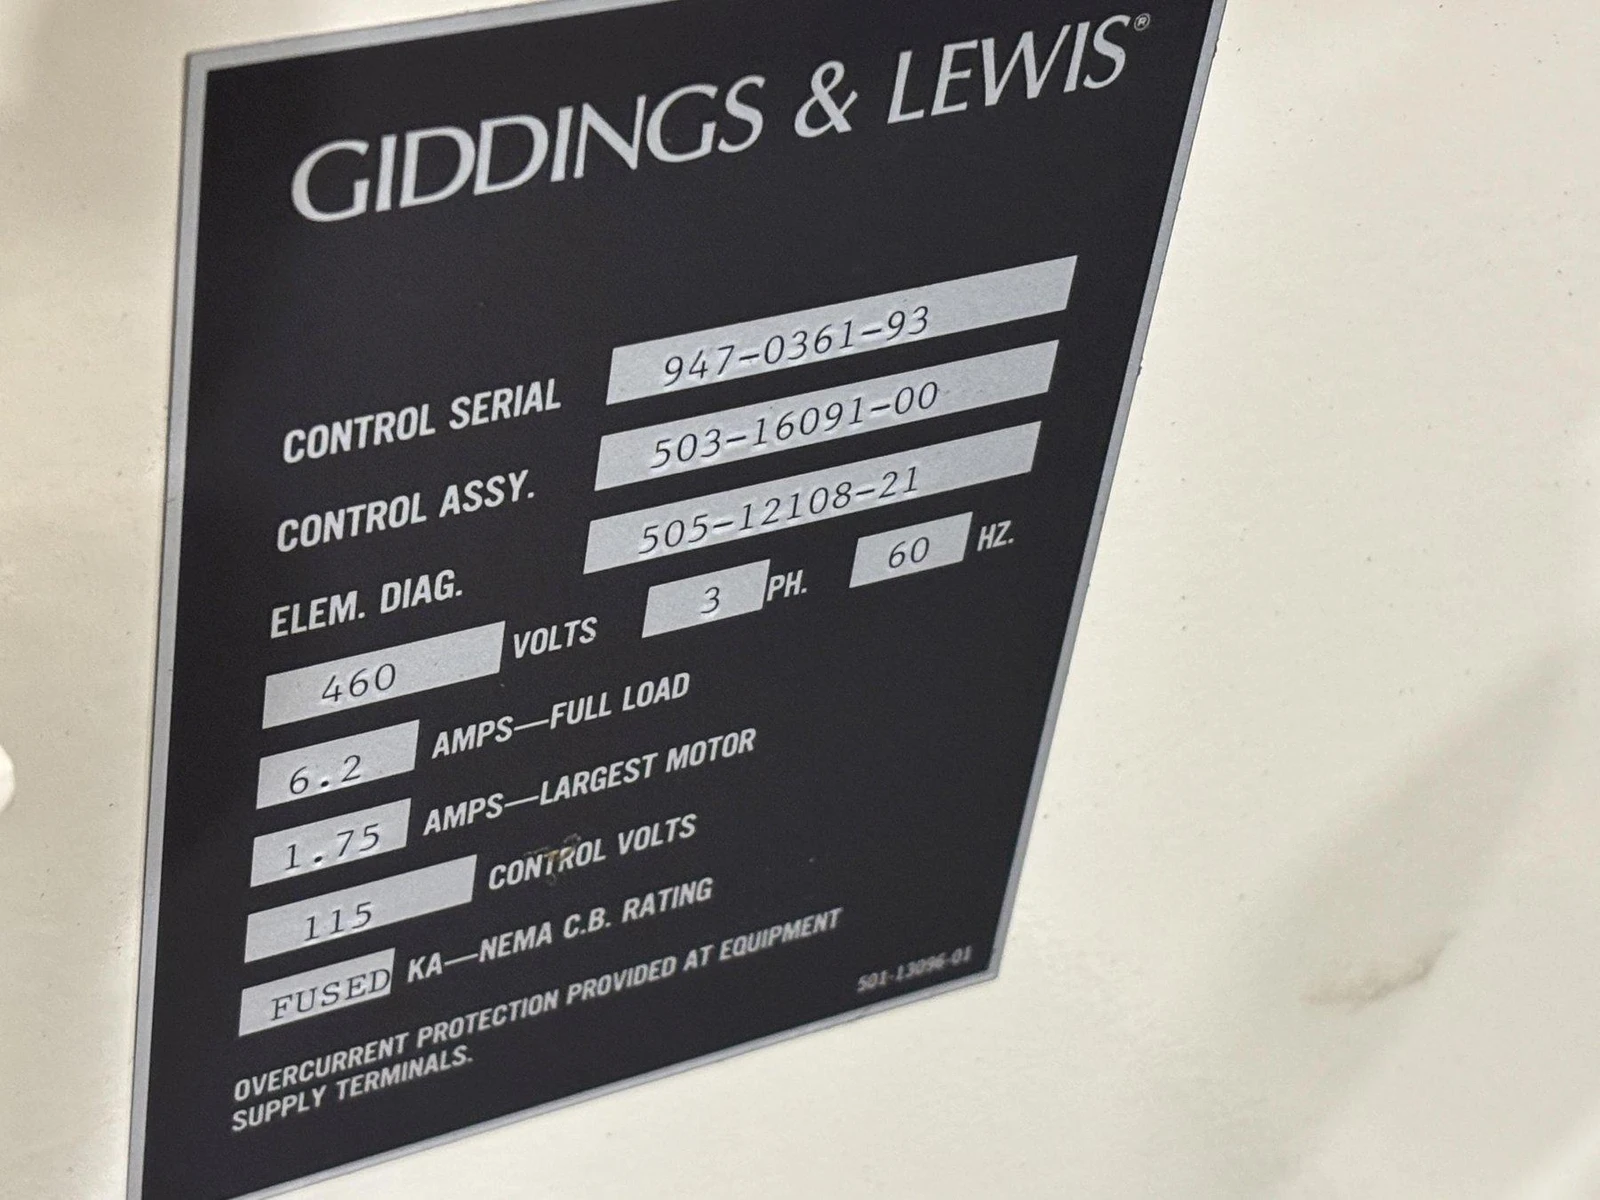 GIDDINGS & LEWIS®
CONTROL SERIAL 947-0361-93
CONTROL ASSY. 503-16091-00
ELEM. DIAG. 505-12108-21
460 VOLTS 3 PH. 60 HZ.
6.2 AMPS—FULL LOAD
1.75 AMPS—LARGEST MOTOR
115 CONTROL VOLTS
FUSED KA—NEMA C.B. RATING
OVERCURRENT PROTECTION PROVIDED AT EQUIPMENT
SUPPLY TERMINALS.
501-13096-01